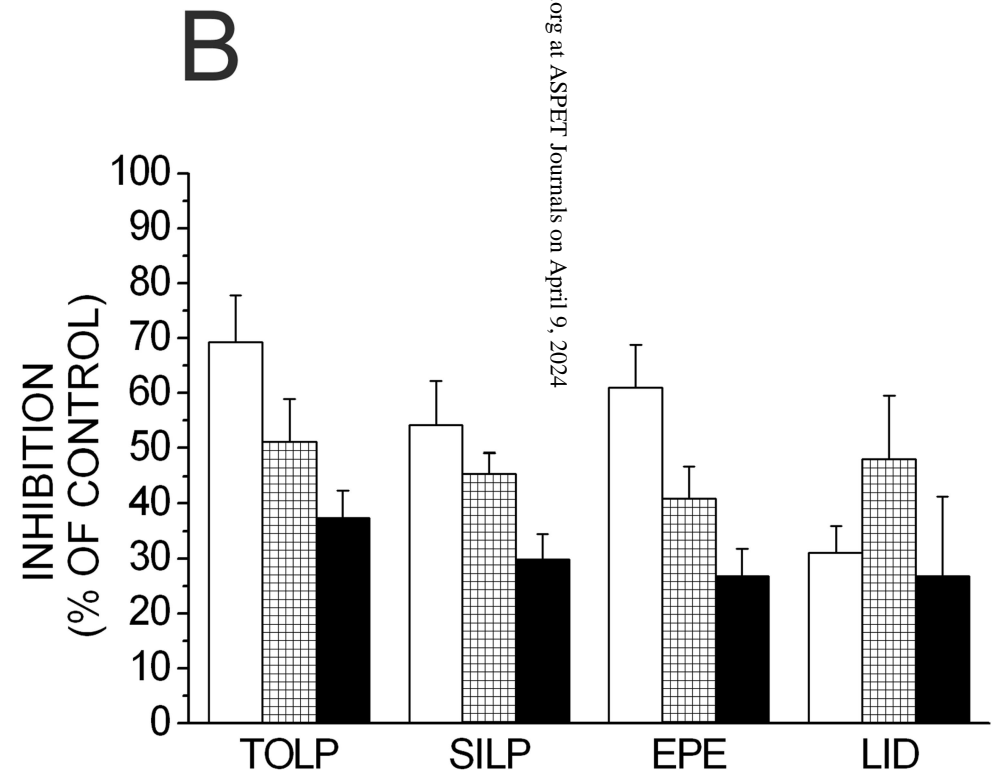 B
org at ASPET Journals on April 9, 2024
INHIBITION
(% OF CONTROL)
100
90
80
70
60
50
40
30
20
10
0
TOLP SILP EPE LID